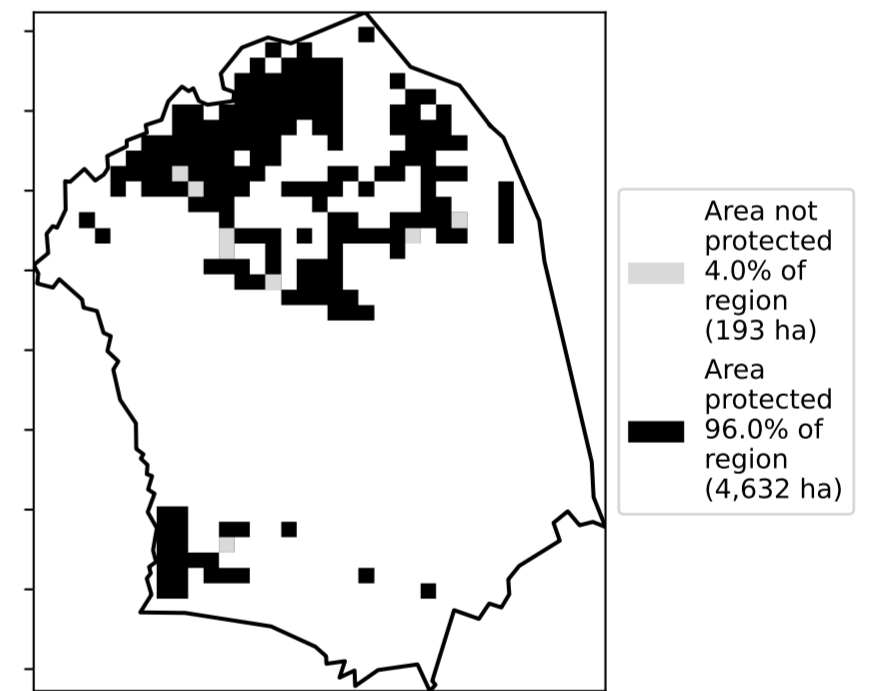 Area not
protected
4.0% of
region
(193 ha)
Area
protected
96.0% of
region
(4,632 ha)